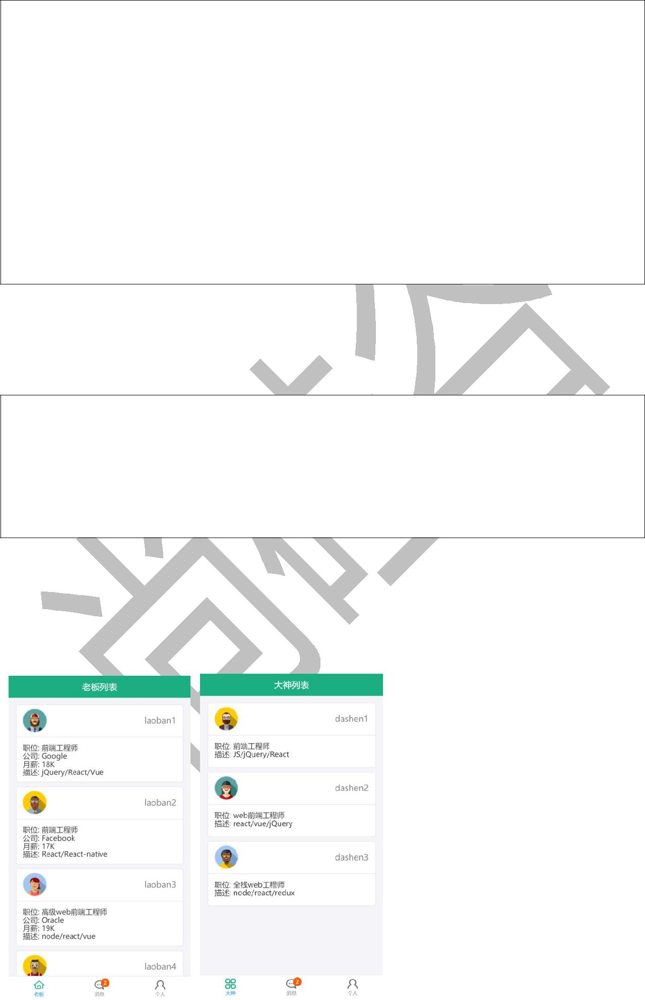 老板列表
laoban1
职位: 前端工程师
公司: Google
月薪: 18K
描述: jQuery/React/Vue
laoban2
职位: 前端工程师
公司: Facebook
月薪: 17K
描述: React/React-native
laoban3
职位: 高级web前端工程师
公司: Oracle
月薪: 19K
描述: node/react/vue
laoban4
老板
2
消息
个人
大神列表
dashen1
职位: 前端工程师
描述: JS/jQuery/React
dashen2
职位: web前端工程师
描述: react/vue/jQuery
dashen3
职位: 全栈web工程师
描述: node/react/redux
大神
2
消息
个人